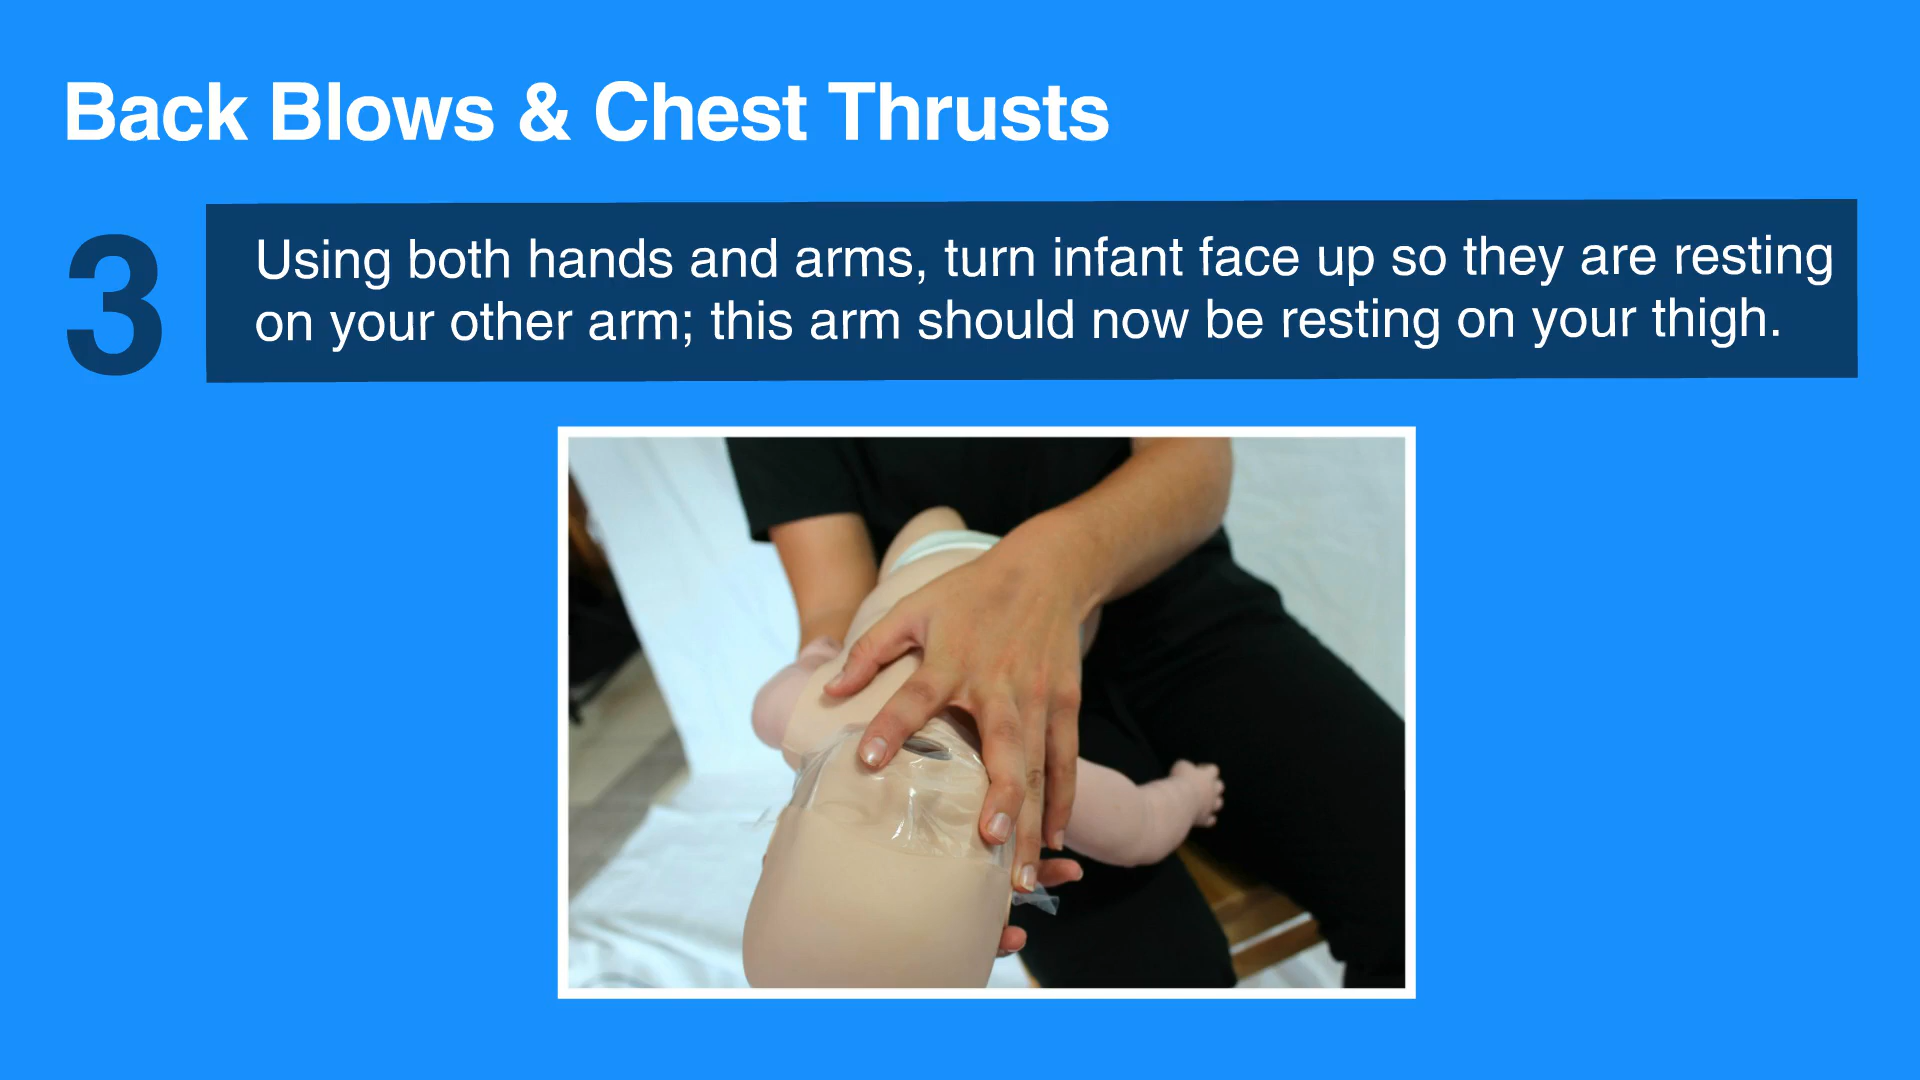 Back Blows & Chest Thrusts
3
Using both hands and arms, turn infant face up so they are resting
on your other arm; this arm should now be resting on your thigh.